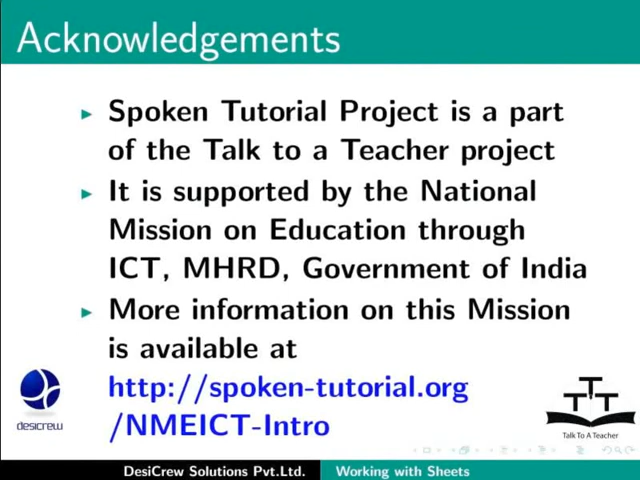 Acknowledgements
Spoken Tutorial Project is a part
of the Talk to a Teacher project
It is supported by the National
Mission on Education through
ICT, MHRD, Government of India
More information on this Mission
is available at
http://spoken-tutorial.org
/NMEICT-Intro
desicrew
TTT
Talk To A Teacher
DesiCrew Solutions Pvt.Ltd.
Working with Sheets